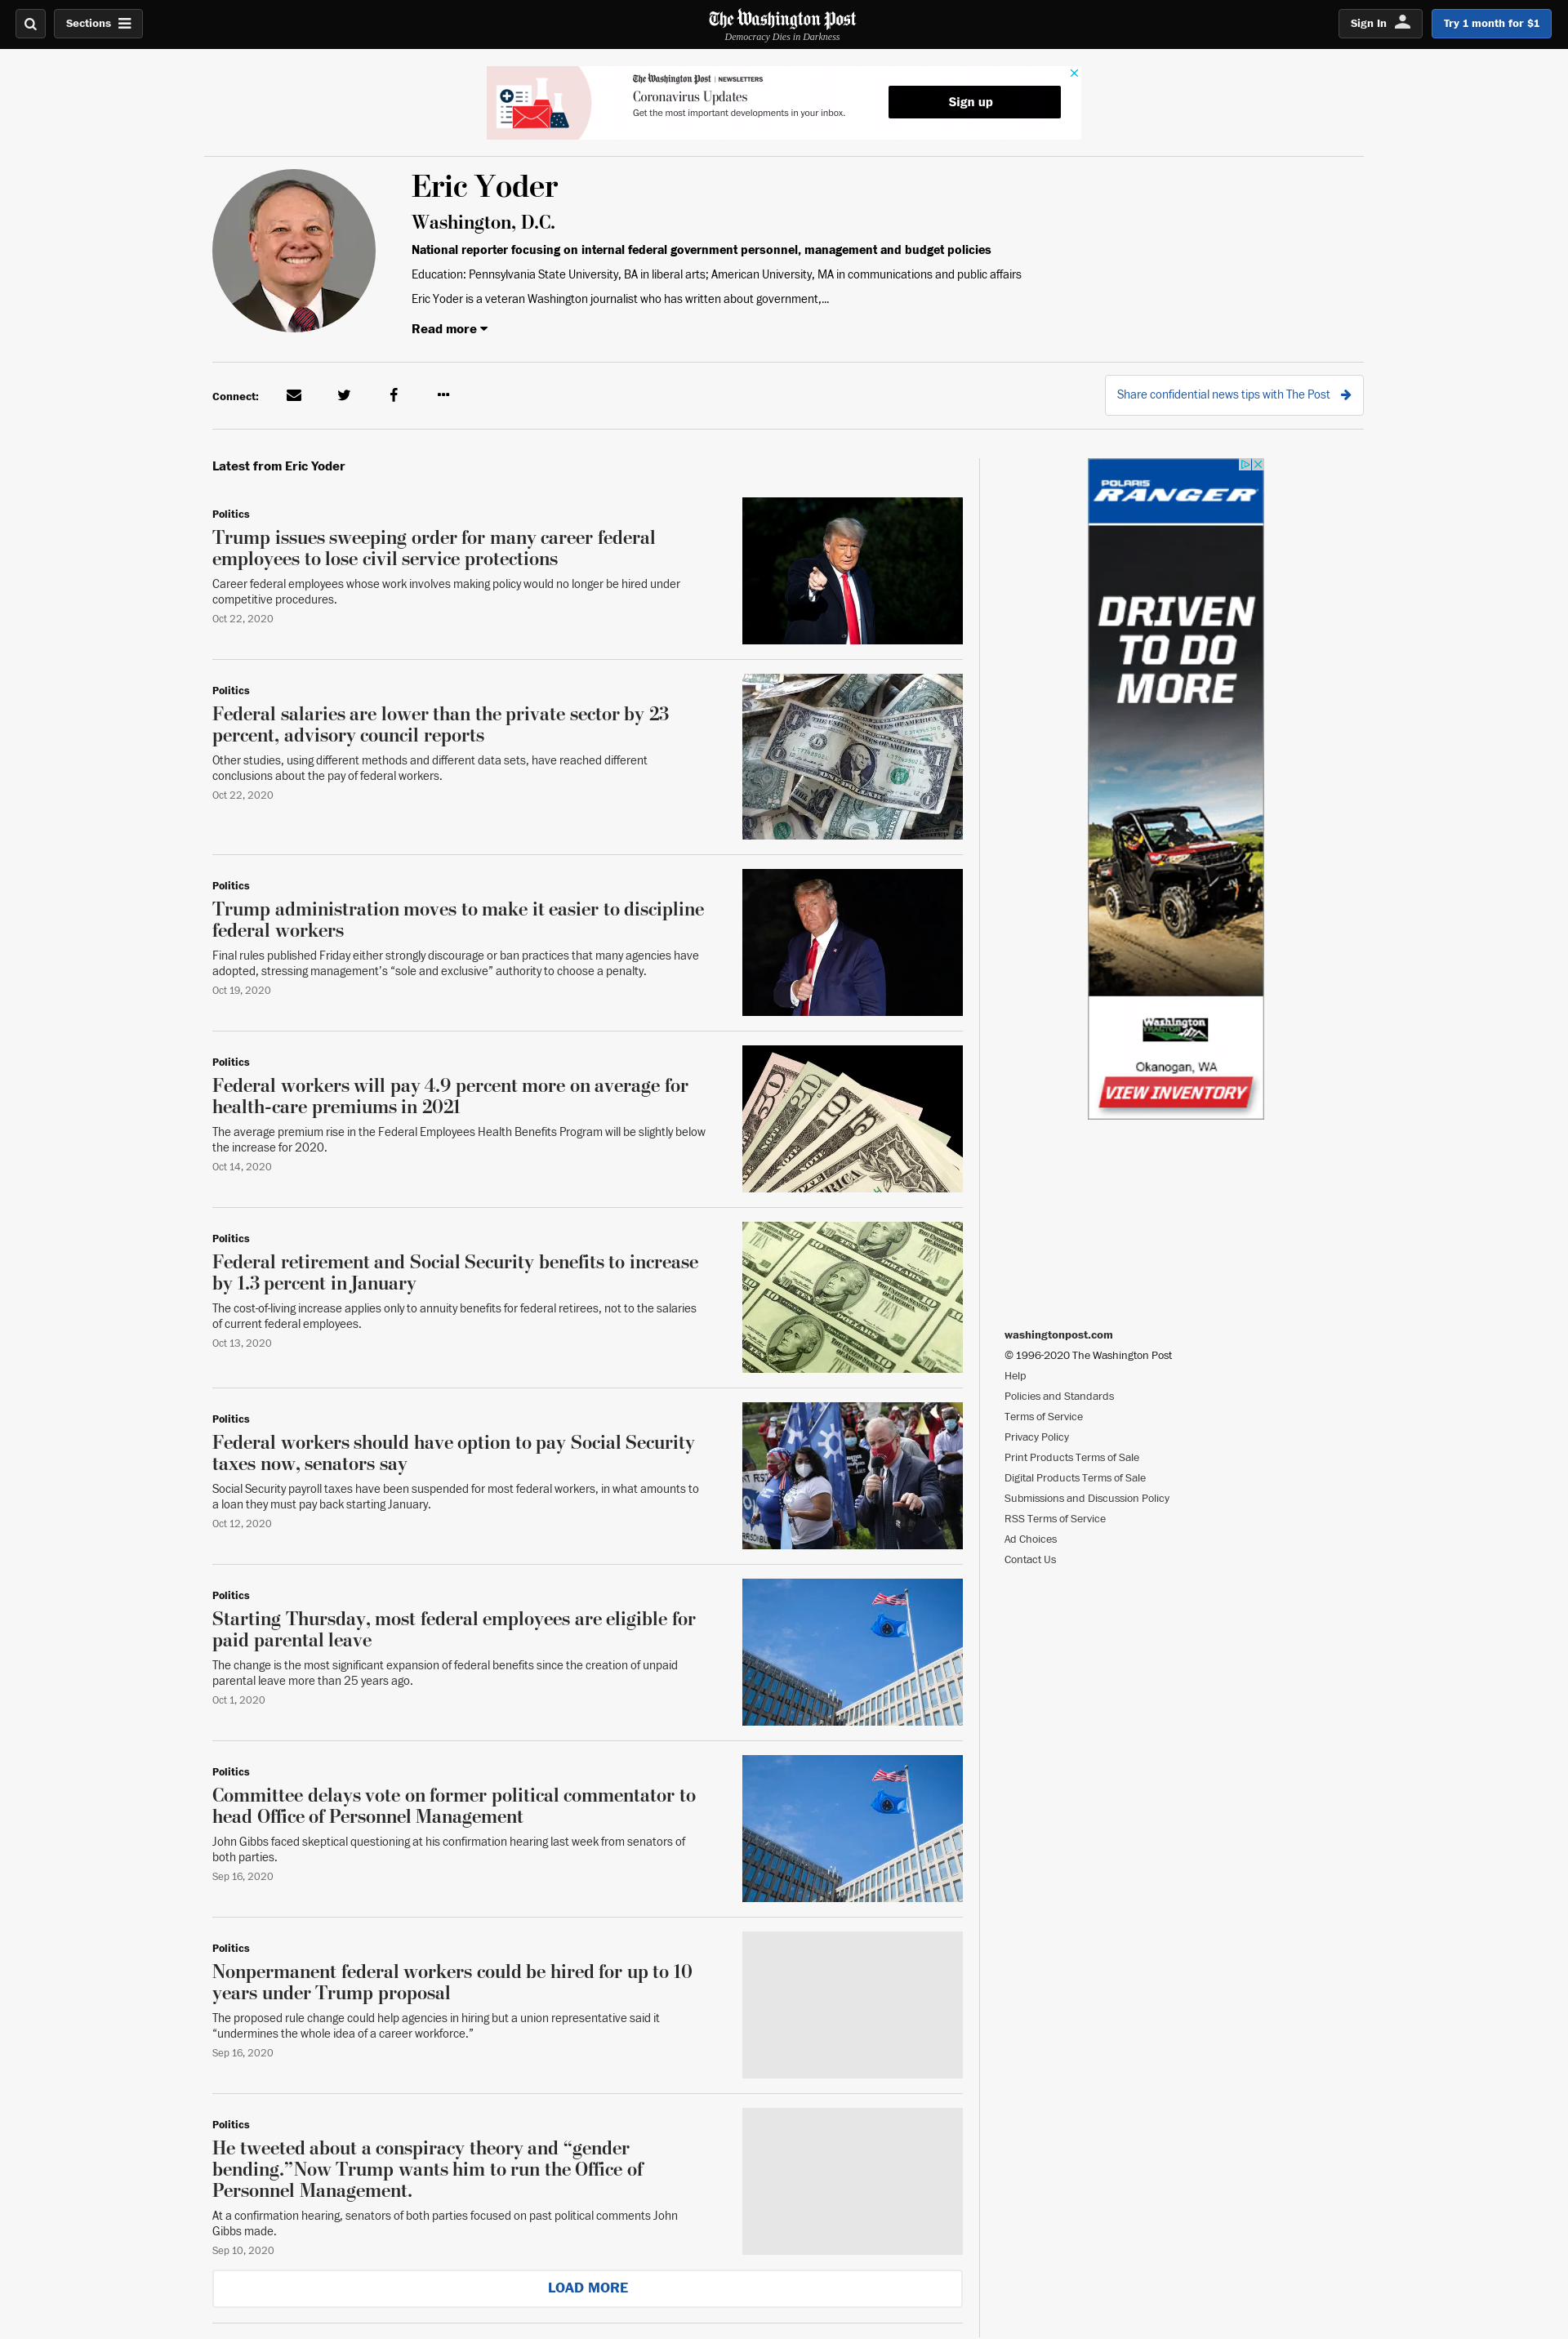 Sections
The Washington Post
Democracy Dies in Darkness
Sign In
Try 1 month for $1
The Washington Post | NEWSLETTERS
Coronavirus Updates
Get the most important developments in your inbox.
Sign up
Eric Yoder
Washington, D.C.
National reporter focusing on internal federal government personnel, management and budget policies
Education: Pennsylvania State University, BA in liberal arts; American University, MA in communications and public affairs
Eric Yoder is a veteran Washington journalist who has written about government,...
Read more
Connect:
Share confidential news tips with The Post
Latest from Eric Yoder
Politics
Trump issues sweeping order for many career federal
employees to lose civil service protections
Career federal employees whose work involves making policy would no longer be hired under
competitive procedures.
Oct 22, 2020
Politics
Federal salaries are lower than the private sector by 23
percent, advisory council reports
Other studies, using different methods and different data sets, have reached different
conclusions about the pay of federal workers.
Oct 22, 2020
Politics
Trump administration moves to make it easier to discipline
federal workers
Final rules published Friday either strongly discourage or ban practices that many agencies have
adopted, stressing management's “sole and exclusive” authority to choose a penalty.
Oct 19, 2020
Politics
Federal workers will pay 4.9 percent more on average for
health-care premiums in 2021
The average premium rise in the Federal Employees Health Benefits Program will be slightly below
the increase for 2020.
Oct 14, 2020
Politics
Federal retirement and Social Security benefits to increase
by 1.3 percent in January
The cost-of-living increase applies only to annuity benefits for federal retirees, not to the salaries
of current federal employees.
Oct 13, 2020
Politics
Federal workers should have option to pay Social Security
taxes now, senators say
Social Security payroll taxes have been suspended for most federal workers, in what amounts to
a loan they must pay back starting January.
Oct 12, 2020
Politics
Starting Thursday, most federal employees are eligible for
paid parental leave
The change is the most significant expansion of federal benefits since the creation of unpaid
parental leave more than 25 years ago.
Oct 1, 2020
Politics
Committee delays vote on former political commentator to
head Office of Personnel Management
John Gibbs faced skeptical questioning at his confirmation hearing last week from senators of
both parties.
Sep 16, 2020
Politics
Nonpermanent federal workers could be hired for up to 10
years under Trump proposal
The proposed rule change could help agencies in hiring but a union representative said it
“undermines the whole idea of a career workforce.”
Sep 16, 2020
Politics
He tweeted about a conspiracy theory and “gender
bending.” Now Trump wants him to run the Office of
Personnel Management.
At a confirmation hearing, senators of both parties focused on past political comments John
Gibbs made.
Sep 10, 2020
LOAD MORE
POLARIS
RANGER
DRIVEN
TO DO
MORE
Washington
TRACTOR
Okanogan, WA
VIEW INVENTORY
washingtonpost.com
© 1996-2020 The Washington Post
Help
Policies and Standards
Terms of Service
Privacy Policy
Print Products Terms of Sale
Digital Products Terms of Sale
Submissions and Discussion Policy
RSS Terms of Service
Ad Choices
Contact Us